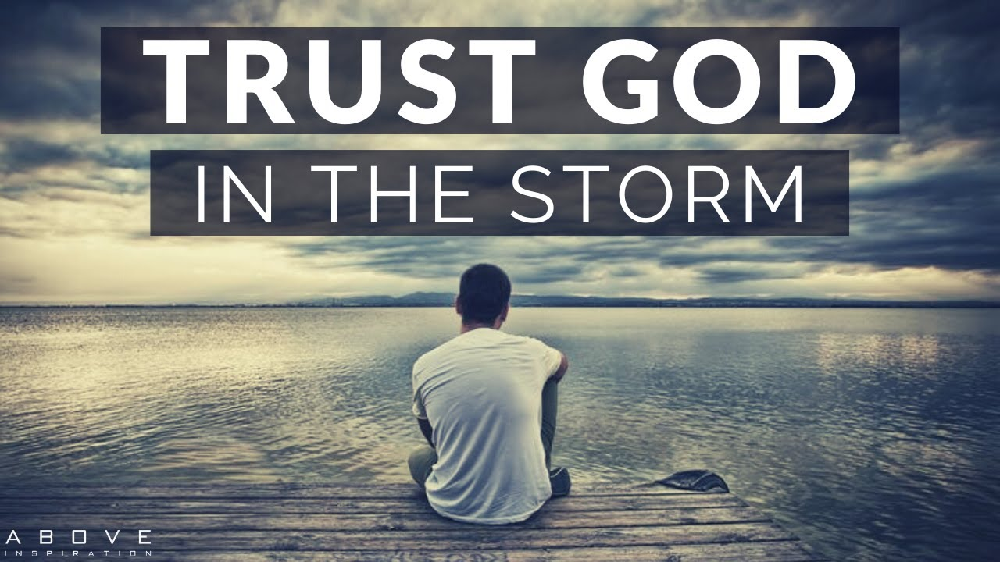 TRUST GOD
IN THE STORM
ABOVE
INSPIRATION